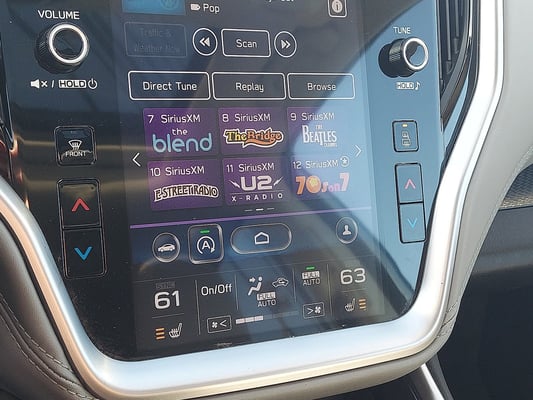 Pop
i
VOLUME
TUNE
Traffic &
Weather Now
Scan
HOLD
HOLD
Direct Tune
Replay
Browse
7 SiriusXM
8 SiriusXM
9 SiriusXM
the
blend
The Bridge
THE
BEATLES
CHANNEL
10 SiriusXM
11 SiriusXM
12 SiriusXM
E STREET RADIO
U2
X-RADIO
70s on 7
FRONT
A
61
On/Off
FULL
AUTO
FULL
AUTO
63